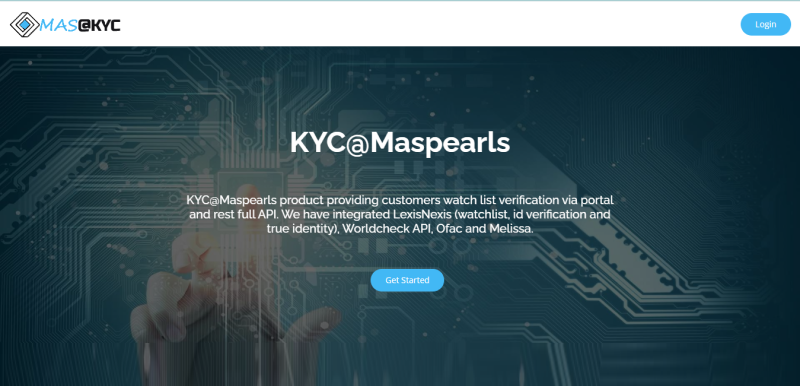 MAS@KYC
Login
KYC@Maspearls
KYC@Maspearls product providing customers watch list verification via portal
and rest full API. We have integrated LexisNexis (watchlist, id verification and
true identity), Worldcheck API, Ofac and Melissa.
Get Started